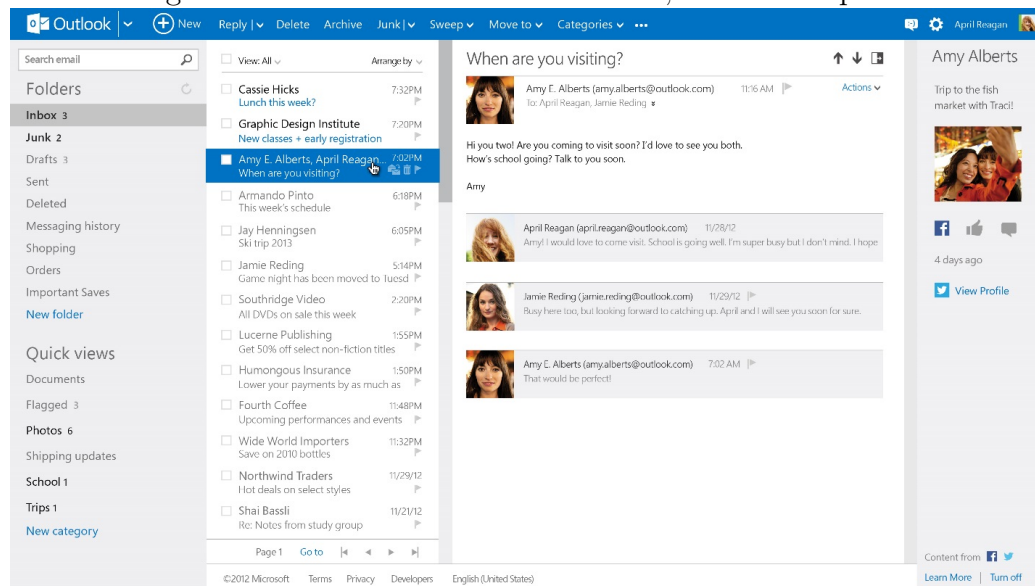 Outlook
New
Reply | Delete Archive Junk | Sweep Move to Categories •••
April Reagan
Search email
Folders
Inbox 3
Junk 2
Drafts 3
Sent
Deleted
Messaging history
Shopping
Orders
Important Saves
New folder
Quick views
Documents
Flagged 3
Photos 6
Shipping updates
School 1
Trips 1
New category
View: All
Arrange by
Cassie Hicks 7:32PM
Lunch this week?
Graphic Design Institute 7:20PM
New classes + early registration
Amy E. Alberts, April Reagan... 7:02PM
When are you visiting?
Armando Pinto 6:18PM
This week's schedule
Jay Henningsen 6:05PM
Ski trip 2013
Jamie Reding 5:14PM
Game night has been moved to Tuesd
Southridge Video 2:20PM
All DVDs on sale this week
Lucerne Publishing 1:55PM
Get 50% off select non-fiction titles
Humongous Insurance 1:50PM
Lower your payments by as much as
Fourth Coffee 11:48PM
Upcoming performances and events
Wide World Importers 11:32PM
Save on 2010 bottles
Northwind Traders 11/29/12
Hot deals on select styles
Shai Bassli 11/21/12
Re: Notes from study group
Page 1 Go to
When are you visiting?
Amy E. Alberts (amy.alberts@outlook.com) 11:16 AM Actions
To: April Reagan, Jamie Reding
Hi you two! Are you coming to visit soon? I'd love to see you both.
How's school going? Talk to you soon.
Amy
April Reagan (april.reagan@outlook.com) 11/28/12
Amy! I would love to come visit. School is going well. I'm super busy but I don't mind. I hope
Jamie Reding (jamie.reding@outlook.com) 11/29/12
Busy here too, but looking forward to catching up. April and I will see you soon for sure.
Amy E. Alberts (amy.alberts@outlook.com) 7:02 AM
That would be perfect!
Amy Alberts
Trip to the fish
market with Traci!
4 days ago
View Profile
Content from
Learn More | Turn off
©2012 Microsoft Terms Privacy Developers English (United States)